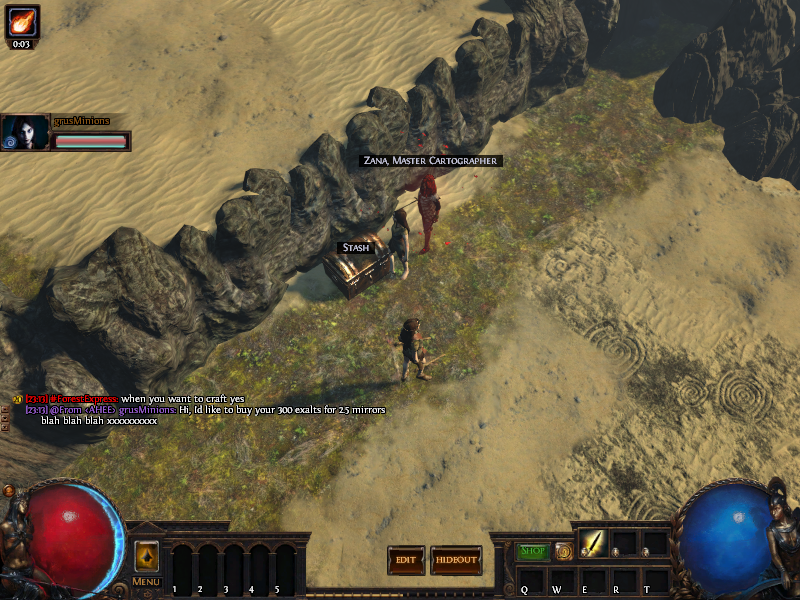 0:03
grusMinions
ZANA, MASTER CARTOGRAPHER
STASH
[23:13] #ForestExpress: when you want to craft yes
[23:13] @From <AHEE> grusMinions: Hi, Id like to buy your 300 exalts for 25 mirrors
blah blah blah xxxxxxxxxx
MENU
1 2 3 4 5
EDIT
HIDEOUT
SHOP
Q W E R T